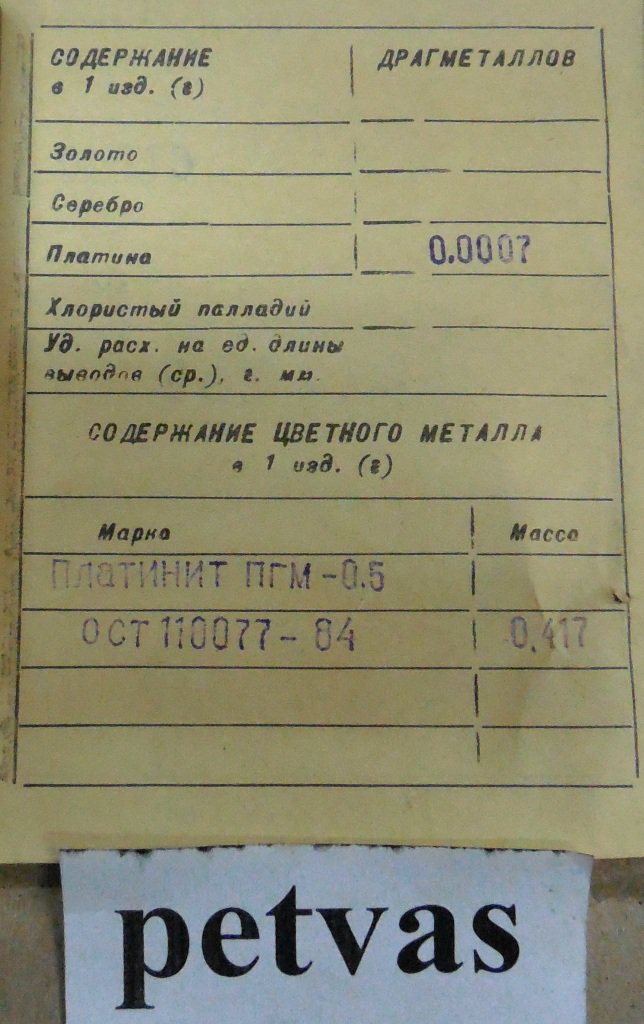 СОДЕРЖАНИЕ ДРАГМЕТАЛЛОВ
в 1 изд. (г)
Золото
Серебро
Платина 0.0007
Хлористый палладий
Уд. расх. на ед. длины
выводов (ср.), г. мм.
СОДЕРЖАНИЕ ЦВЕТНОГО МЕТАЛЛА
в 1 изд. (г)
Марка Масса
ПЛАТИНИТ ПГМ-0.5
ОСТ 110077-84 0.417
petvas